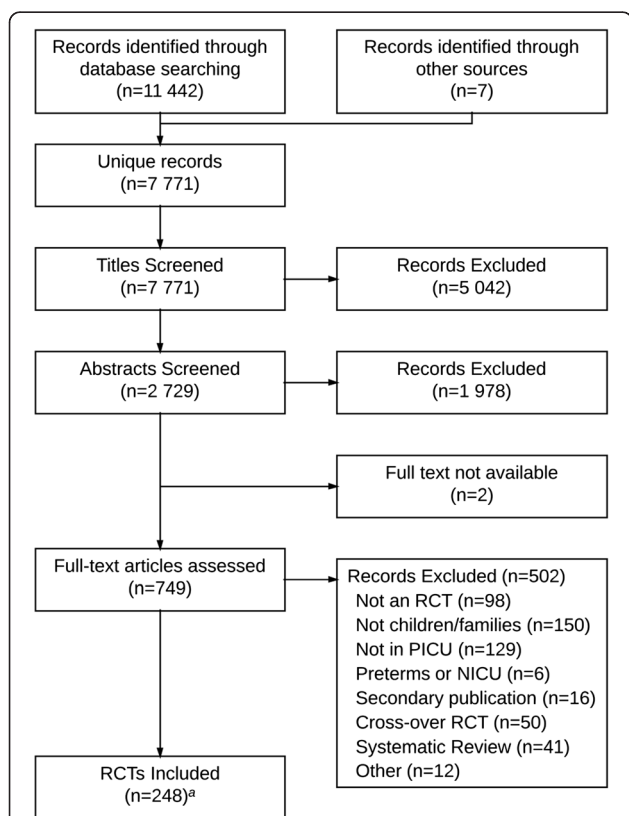 Records identified through
database searching
(n=11 442)
Records identified through
other sources
(n=7)
Unique records
(n=7 771)
Titles Screened
(n=7 771)
Records Excluded
(n=5 042)
Abstracts Screened
(n=2 729)
Records Excluded
(n=1 978)
Full text not available
(n=2)
Full-text articles assessed
(n=749)
Records Excluded (n=502)
Not an RCT (n=98)
Not children/families (n=150)
Not in PICU (n=129)
Preterms or NICU (n=6)
Secondary publication (n=16)
Cross-over RCT (n=50)
Systematic Review (n=41)
Other (n=12)
RCTs Included
(n=248)a